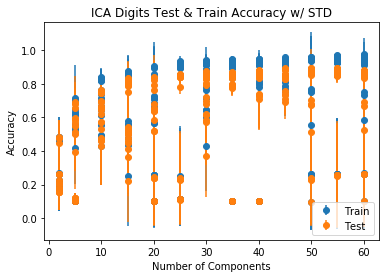 ICA Digits Test & Train Accuracy w/ STD
1.0
0.8
0.6
0.4
0.2
0.0
Accuracy
Train
Test
0
10
20
30
40
50
60
Number of Components